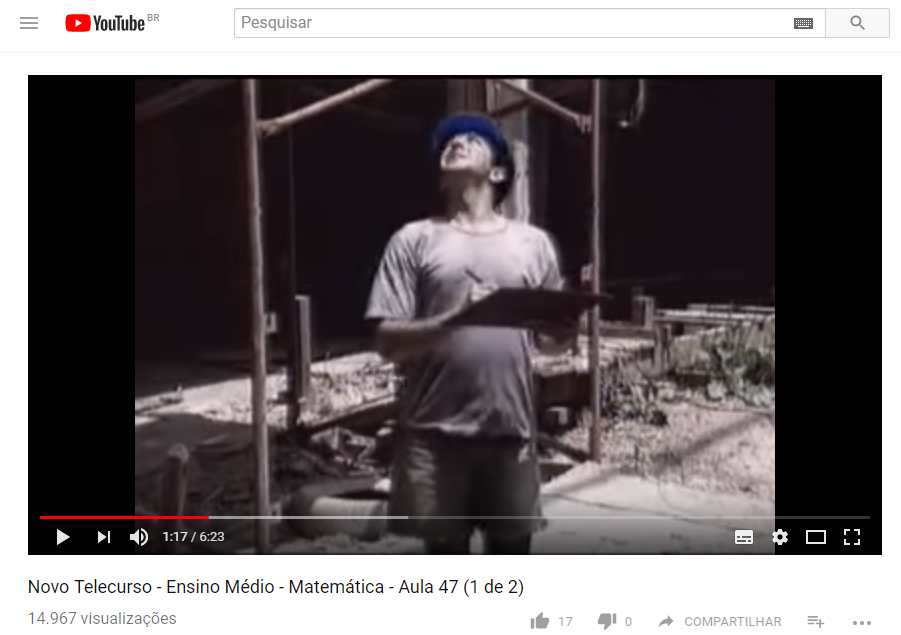 YouTube BR
Pesquisar
1:17 / 6:23
Novo Telecurso - Ensino Médio - Matemática - Aula 47 (1 de 2)
14.967 visualizações
17
0
COMPARTILHAR